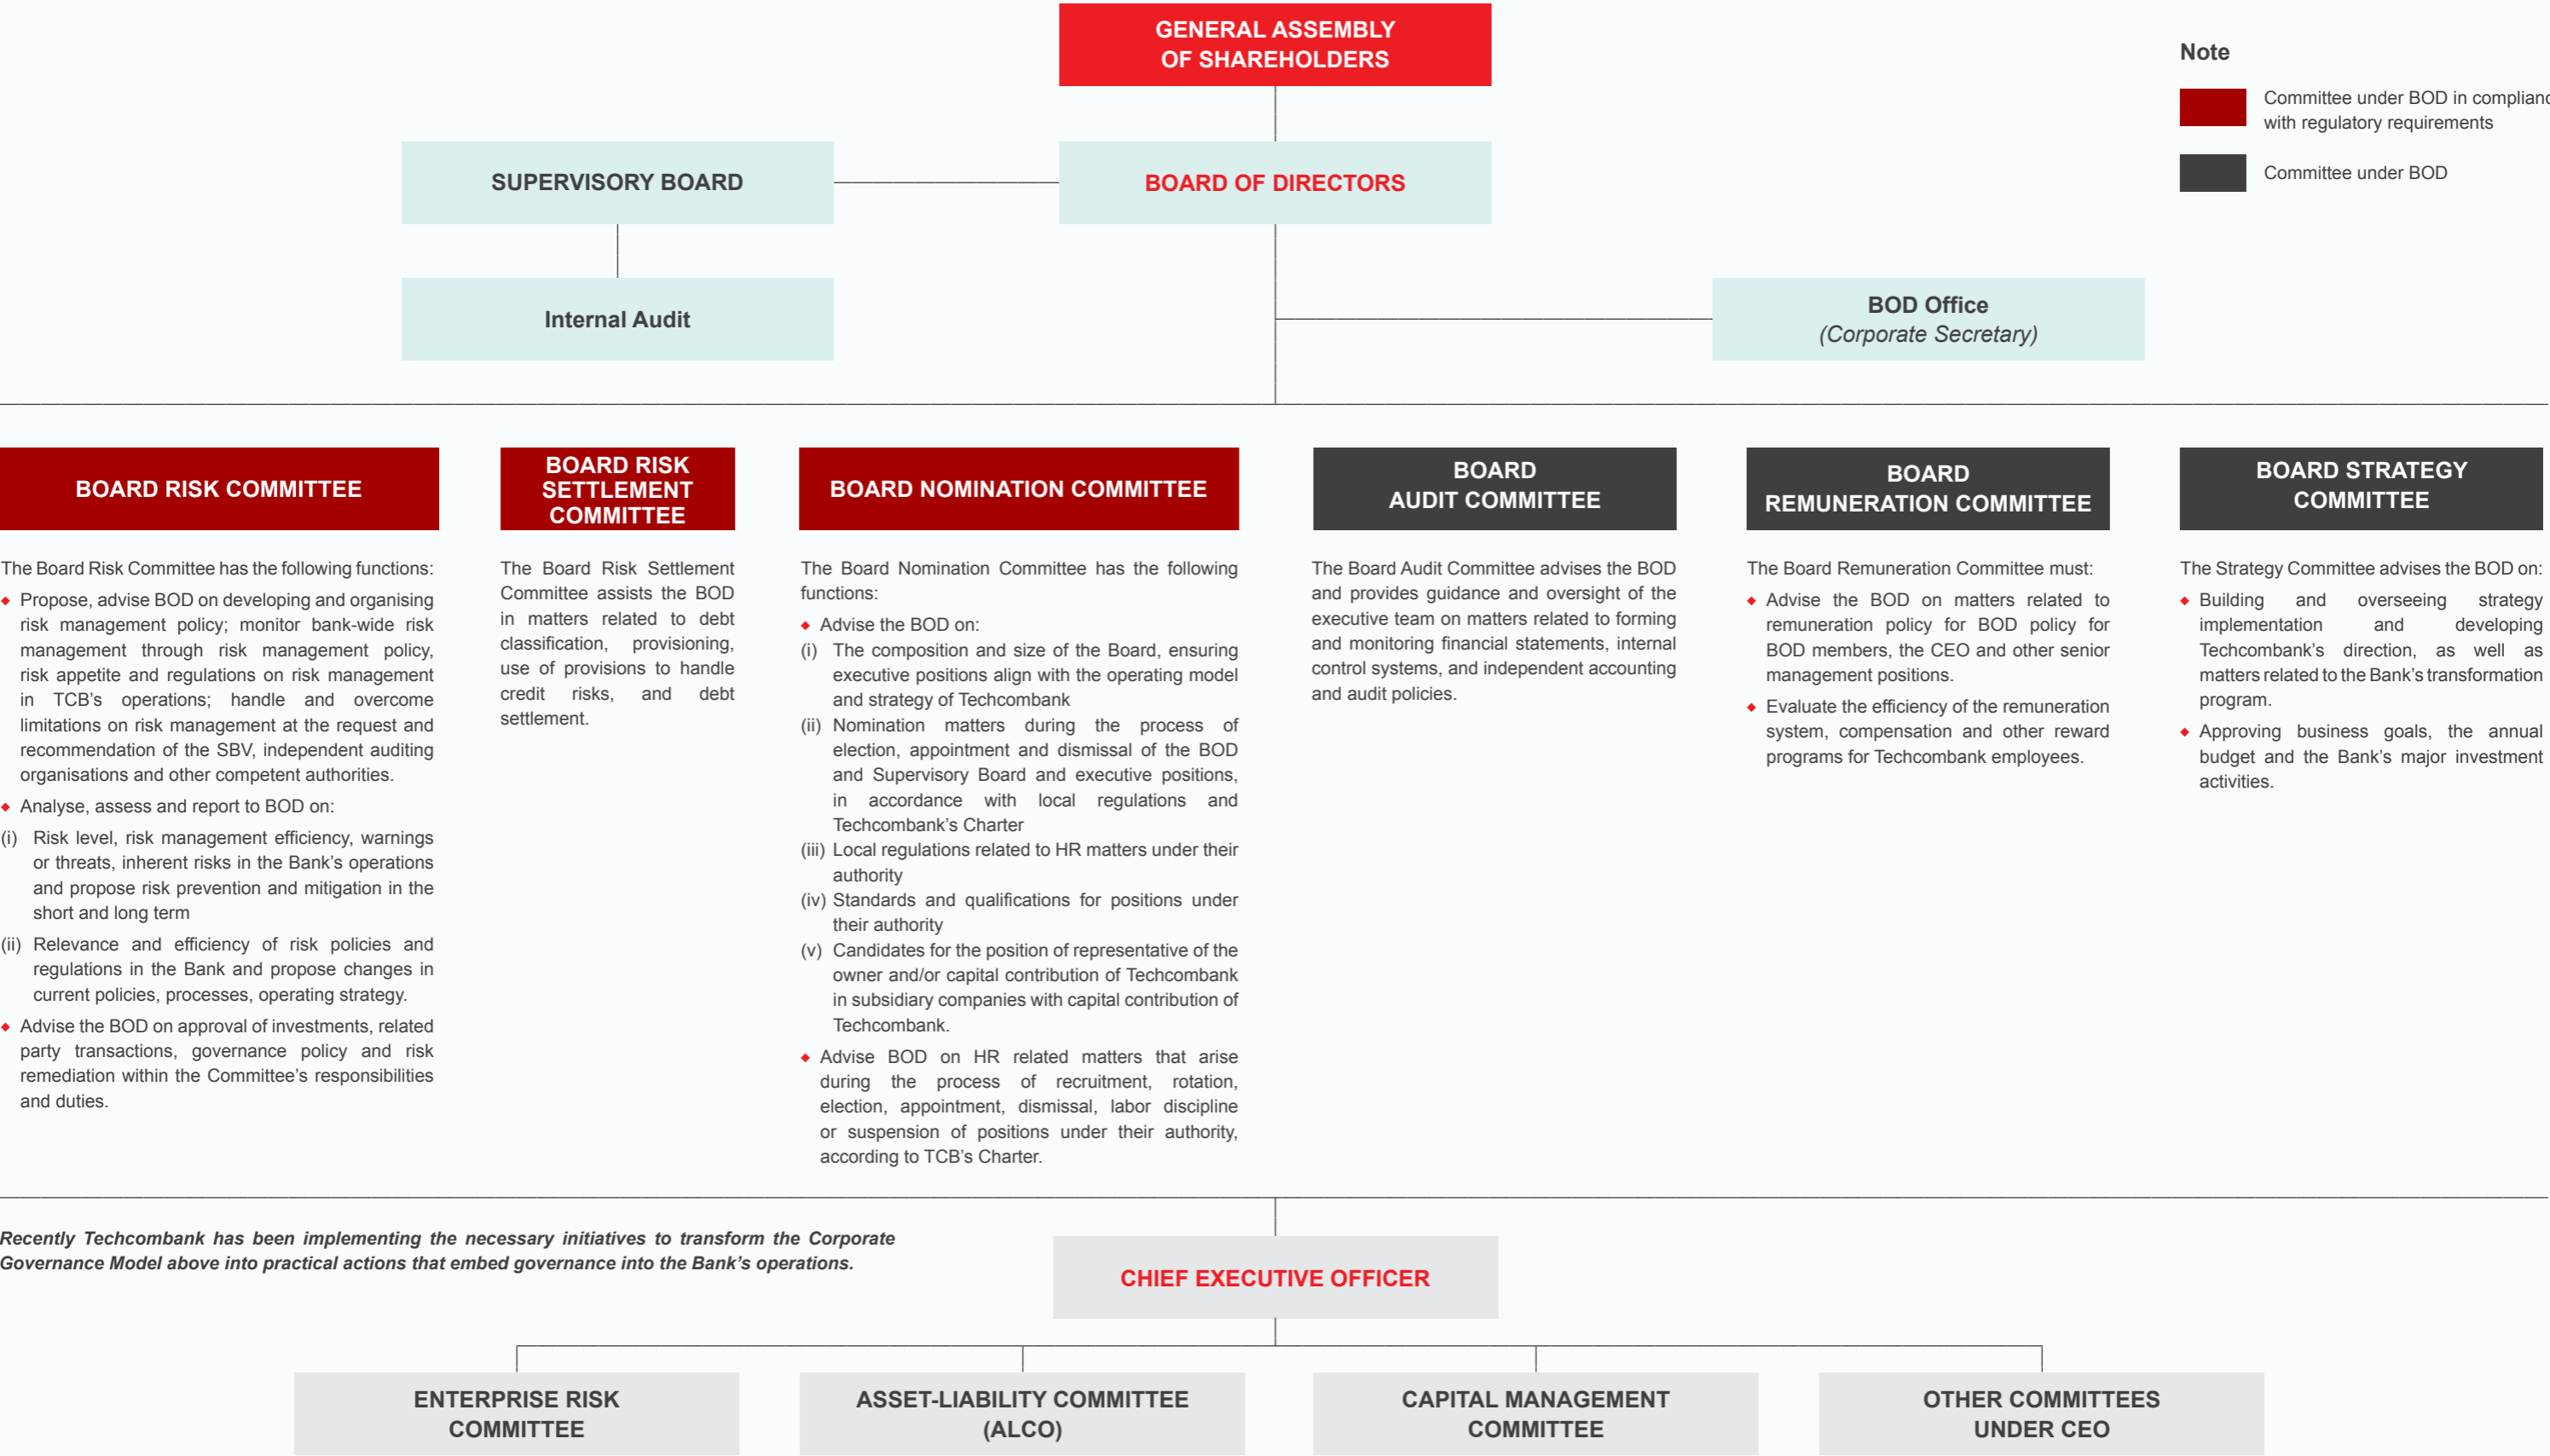 GENERAL ASSEMBLY
OF SHAREHOLDERS
Note
Committee under BOD in
with regulatory requirements
Committee under BOD
SUPERVISORY BOARD
BOARD OF DIRECTORS
Internal Audit
BOD Office
(Corporate Secretary)
BOARD RISK COMMITTEE
The Board Risk Committee has the following functions:
◆ Propose, advise BOD on developing and organising
risk management policy; monitor bank-wide risk
management through risk management policy,
risk appetite and regulations on risk management
in TCB's operations; handle and overcome
limitations on risk management at the request and
recommendation of the SBV, independent auditing
organisations and other competent authorities.
◆ Analyse, assess and report to BOD on:
(i) Risk level, risk management efficiency, warnings
or threats, inherent risks in the Bank's operations
and propose risk prevention and mitigation in the
short and long term
(ii) Relevance and efficiency of risk policies and
regulations in the Bank and propose changes in
current policies, processes, operating strategy.
◆ Advise the BOD on approval of investments, related
party transactions, governance policy and risk
remediation within the Committee's responsibilities
and duties.
BOARD RISK
SETTLEMENT
COMMITTEE
The Board Risk Settlement
Committee assists the BOD
in matters related to debt
classification, provisioning,
use of provisions to handle
credit risks, and debt
settlement.
BOARD NOMINATION COMMITTEE
The Board Nomination Committee has the following
functions:
◆ Advise the BOD on:
(i) The composition and size of the Board, ensuring
executive positions align with the operating model
and strategy of Techcombank
(ii) Nomination matters during the process of
election, appointment and dismissal of the BOD
and Supervisory Board and executive positions,
in accordance with local regulations and
Techcombank's Charter
(iii) Local regulations related to HR matters under their
authority
(iv) Standards and qualifications for positions under
their authority
(v) Candidates for the position of representative of the
owner and/or capital contribution of Techcombank
in subsidiary companies with capital contribution of
Techcombank.
◆ Advise BOD on HR related matters that arise
during the process of recruitment, rotation,
election, appointment, dismissal, labor discipline
or suspension of positions under their authority,
according to TCB's Charter.
BOARD
AUDIT COMMITTEE
The Board Audit Committee advises the BOD
and provides guidance and oversight of the
executive team on matters related to forming
and monitoring financial statements, internal
control systems, and independent accounting
and audit policies.
BOARD
REMUNERATION COMMITTEE
The Board Remuneration Committee must:
◆ Advise the BOD on matters related to
remuneration policy for BOD policy for
BOD members, the CEO and other senior
management positions.
◆ Evaluate the efficiency of the remuneration
system, compensation and other reward
programs for Techcombank employees.
BOARD STRATEGY
COMMITTEE
The Strategy Committee advises the BOD on:
◆ Building and overseeing strategy
implementation and developing
Techcombank's direction, as well as
matters related to the Bank's transformation
program.
◆ Approving business goals, the annual
budget and the Bank's major investment
activities.
Recently Techcombank has been implementing the necessary initiatives to transform the Corporate
Governance Model above into practical actions that embed governance into the Bank's operations.
CHIEF EXECUTIVE OFFICER
ENTERPRISE RISK
COMMITTEE
ASSET-LIABILITY COMMITTEE
(ALCO)
CAPITAL MANAGEMENT
COMMITTEE
OTHER COMMITTEES
UNDER CEO